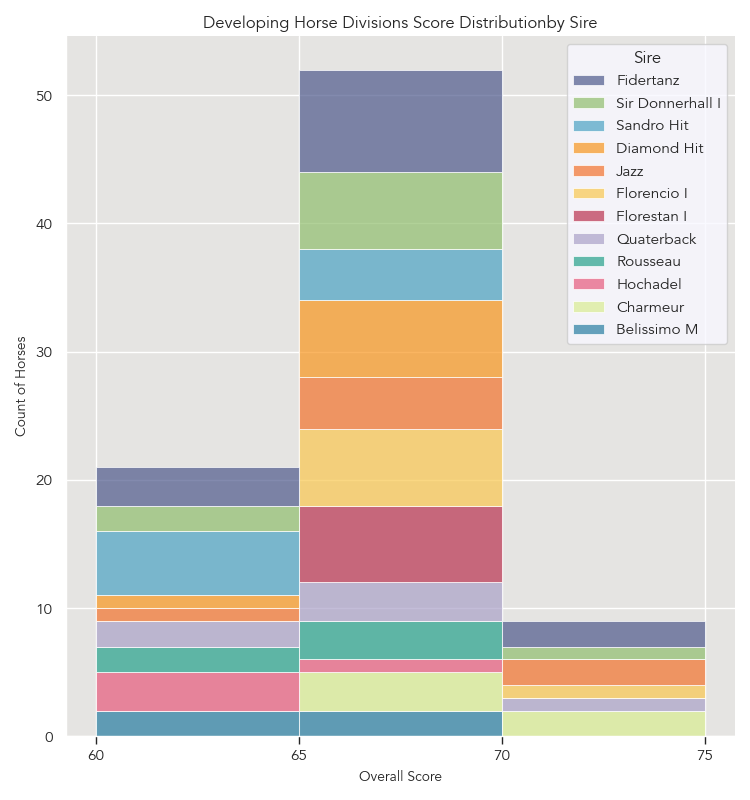 Developing Horse Divisions Score Distributionby Sire
Sire
Fidertanz
Sir Donnerhall I
Sandro Hit
Diamond Hit
Jazz
Florencio I
Florestan I
Quaterback
Rousseau
Hochadel
Charmeur
Belissimo M
50
40
30
20
10
0
Count of Horses
60 65 70 75
Overall Score